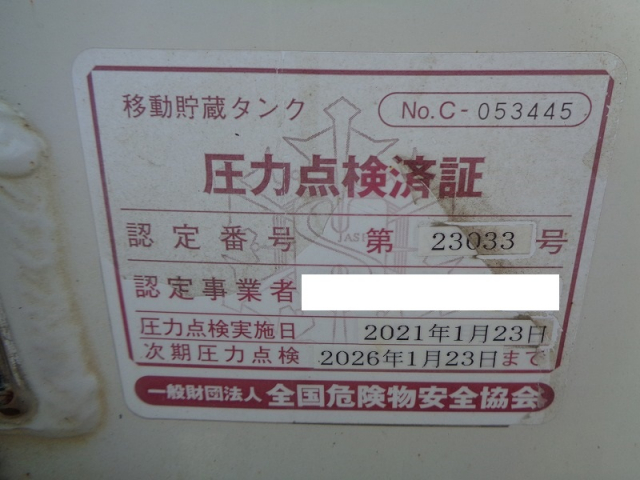 移動貯蔵タンク No.C-053445
圧力点検済証
認定番号 第 23033 号
認定事業者
圧力点検実施日 2021年1月23日
次期圧力点検 2026年1月23日まで
一般財団法人 全国危険物安全協会